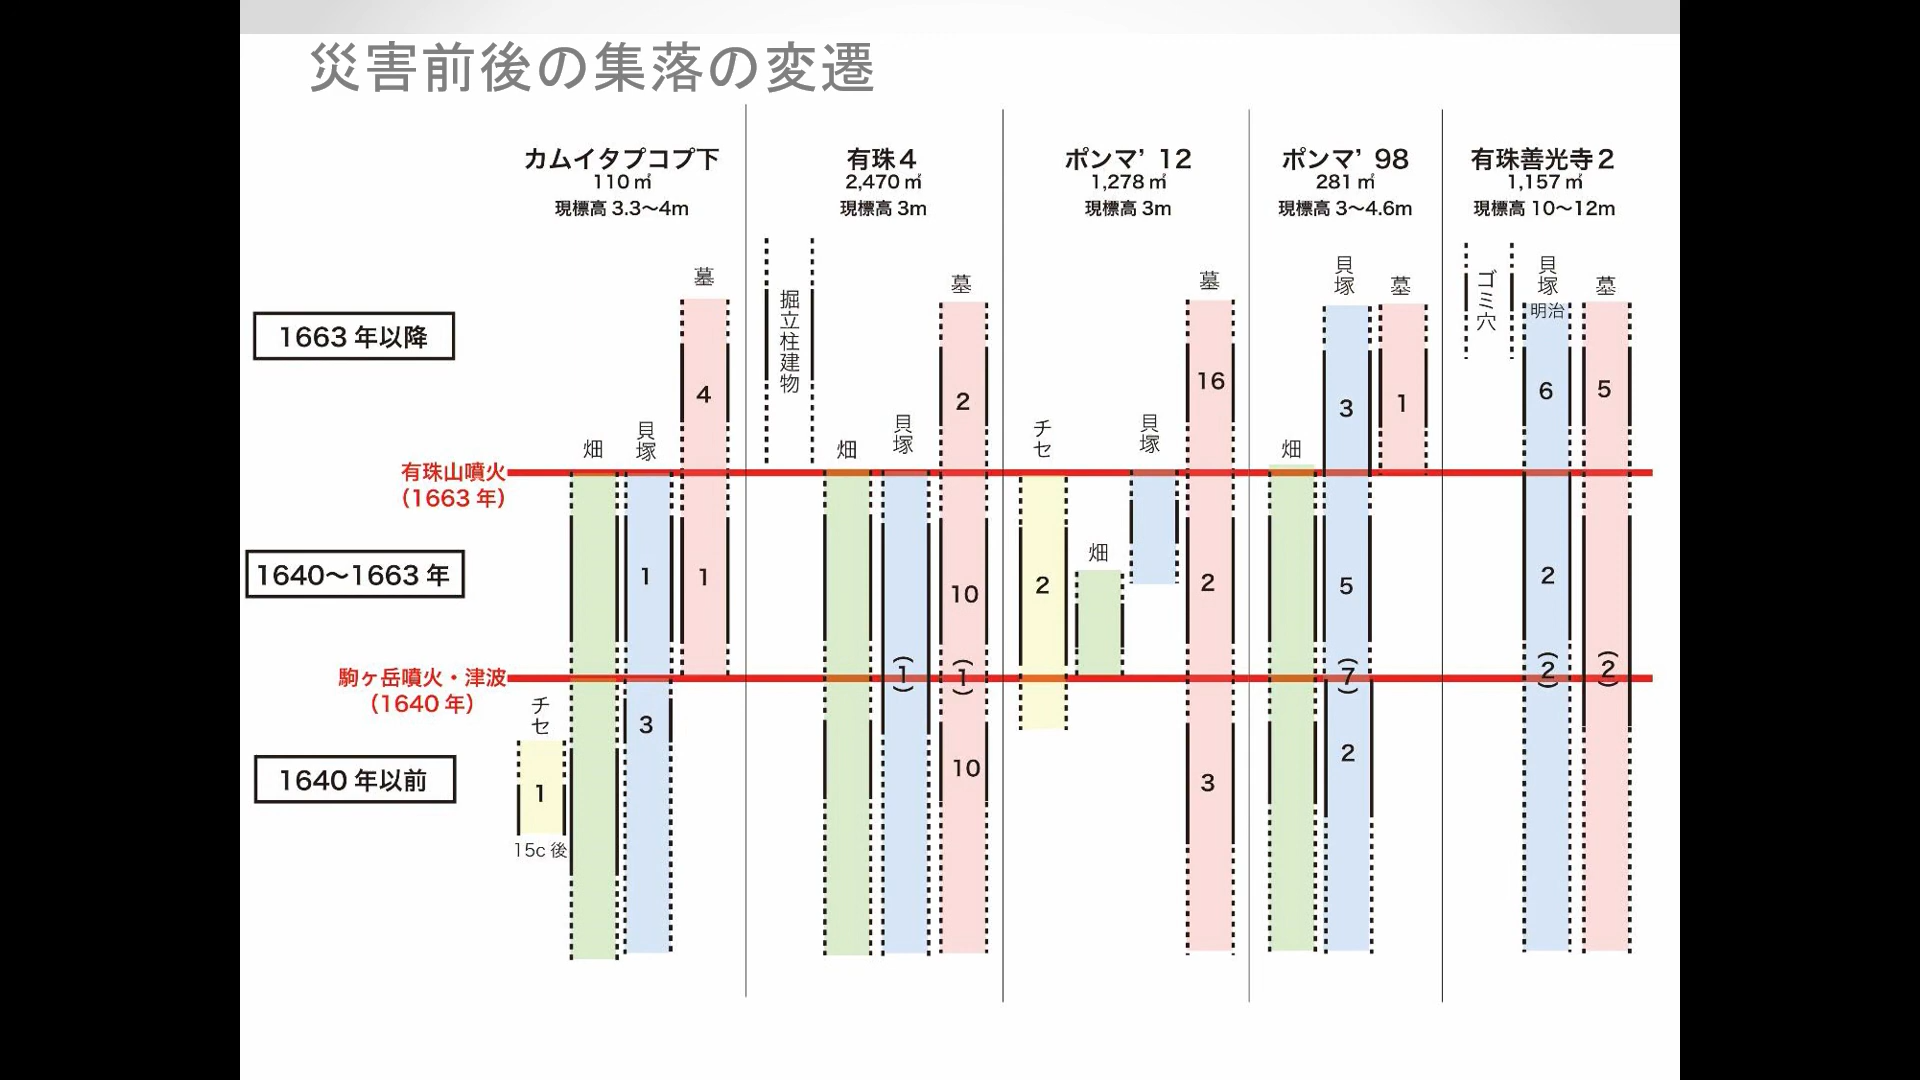 災害前後の集落の変遷
カムイタプコプ下
110㎡
現標高 3.3～4m
有珠4
2,470㎡
現標高 3m
ポンマ’ 12
1,278㎡
現標高 3m
ポンマ’ 98
281㎡
現標高 3～4.6m
有珠善光寺2
1,157㎡
現標高 10～12m
1663 年以降
墓
4
掘立柱建物
墓
2
墓
16
貝塚
3
墓
1
ゴミ穴
貝塚
明治
6
墓
5
畑
貝塚
畑
貝塚
チセ
貝塚
畑
有珠山噴火
（1663 年）
1640～1663 年
1
1
10
2
畑
2
5
2
駒ヶ岳噴火・津波
（1640 年）
(1)
(1)
(7)
(2)
(2)
1640 年以前
チセ
1
15c 後
3
10
3
2